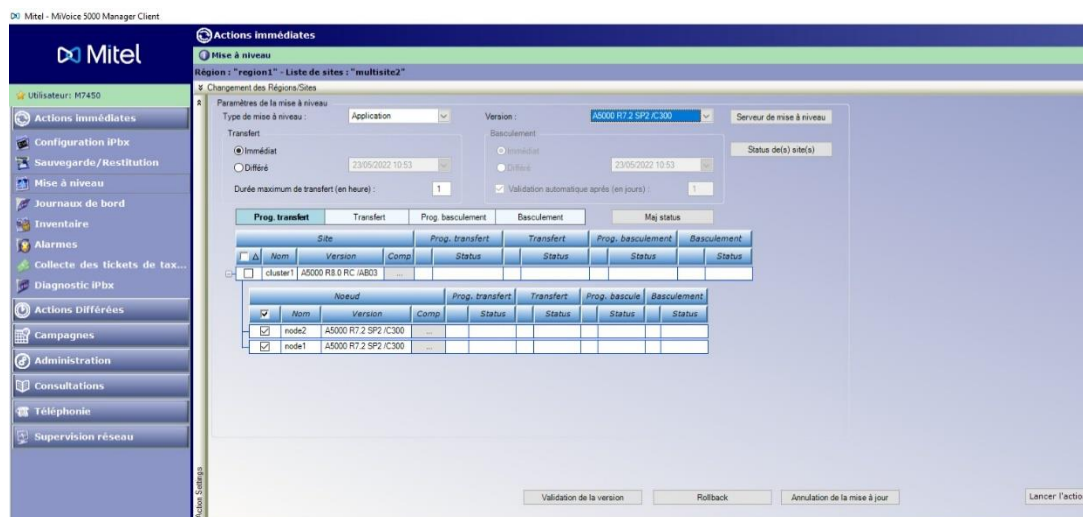 Mitel - MiVoice 5000 Manager Client
Mitel
Utilisateur: M7450
Actions immédiates
Configuration iPbx
Sauvegarde/Restitution
Mise à niveau
Journaux de bord
Inventaire
Alarmes
Collecte des tickets de tax...
Diagnostic iPbx
Actions Différées
Campagnes
Administration
Consultations
Téléphonie
Supervision réseau
Actions immédiates
Mise à niveau
Région : "region1" - Liste de sites : "multisite2"
Changement des Régions/Sites
Paramètres de la mise à niveau
Type de mise à niveau : Application Version : A5000 R7.2 SP2 /C300 Serveur de mise à niveau
Transfert Basculement
Immédiat Immédiat Status de(s) site(s)
Différé 23/05/2022 10:53 Différé 23/05/2022 10:53
Durée maximum de transfert (en heure) : 1 Validation automatique après (en jours) : 1
Prog. transfert Transfert Prog. basculement Basculement Maj status
Site Prog. transfert Transfert Prog. basculement Basculement
Nom Version Comp Status Status Status Status
cluster1 A5000 R8.0 RC /AB03 ...
Noeud Prog. transfert Transfert Prog. bascule Basculement
Nom Version Comp Status Status Status Status
node2 A5000 R7.2 SP2 /C300 ...
node1 A5000 R7.2 SP2 /C300 ...
Action Settings
Validation de la version Rollback Annulation de la mise à jour Lancer l'actio